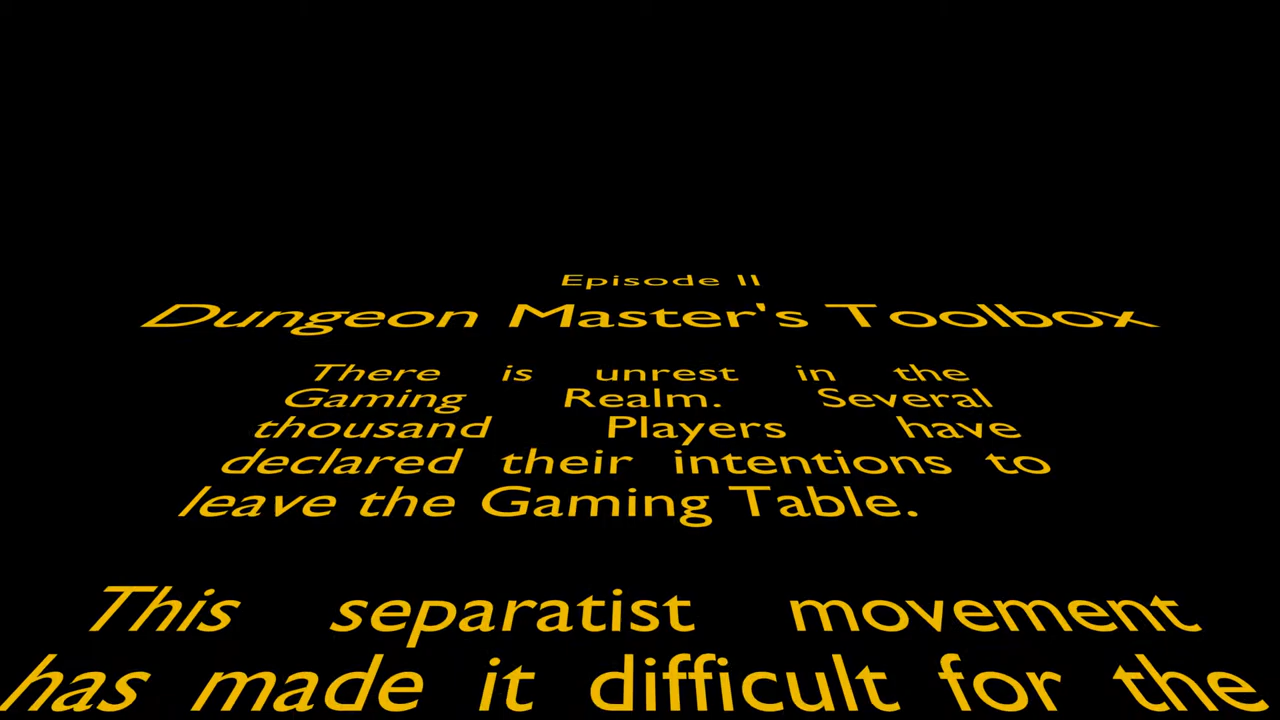 Episode II
Dungeon Master's Toolbox
There is unrest in the
Gaming Realm. Several
thousand Players have
declared their intentions to
leave the Gaming Table.
This separatist movement
has made it difficult for the